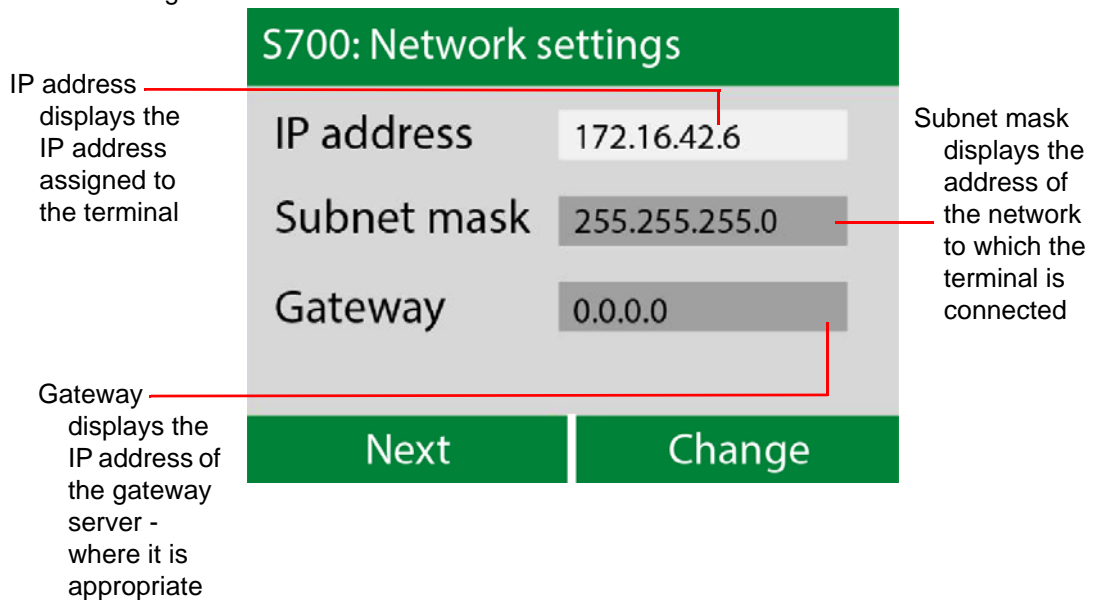 S700: Network settings
IP address
displays the
IP address
assigned to
the terminal
IP address
172.16.42.6
Subnet mask
255.255.255.0
Gateway
0.0.0.0
Subnet mask
displays the
address of
the network
to which the
terminal is
connected
Gateway
displays the
IP address of
the gateway
server -
where it is
appropriate
Next
Change